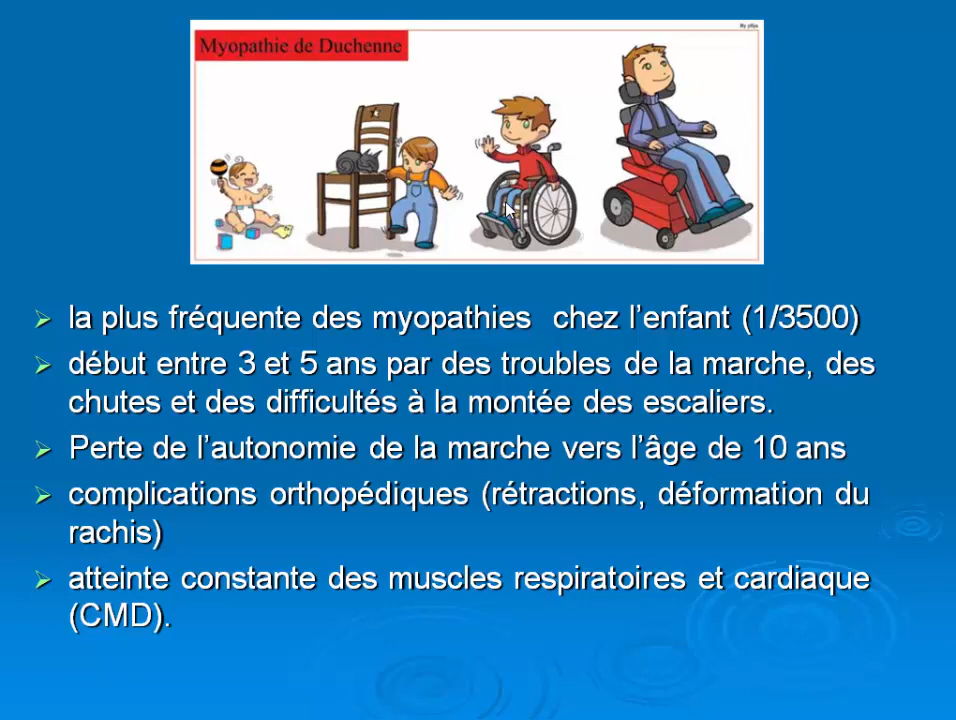 Myopathie de Duchenne
la plus fréquente des myopathies chez l'enfant (1/3500)
début entre 3 et 5 ans par des troubles de la marche, des
chutes et des difficultés à la montée des escaliers.
Perte de l'autonomie de la marche vers l'âge de 10 ans
complications orthopédiques (rétractions, déformation du
rachis)
atteinte constante des muscles respiratoires et cardiaque
(CMD).